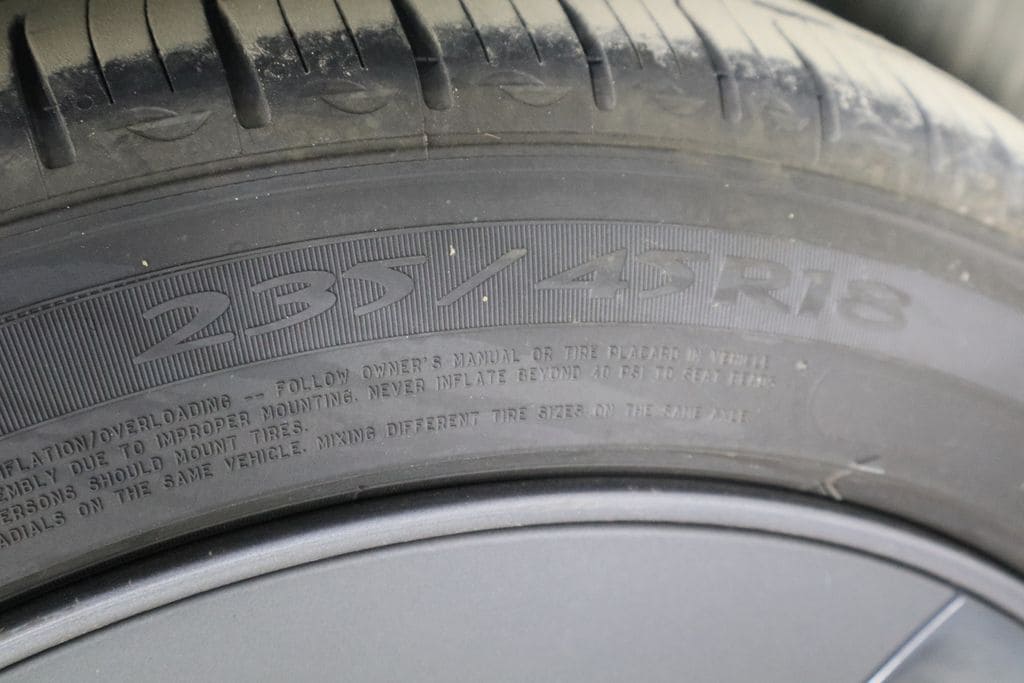 235/45R18
NFLATION/OVERLOADING -- FOLLOW OWNER'S MANUAL OR TIRE PLACARD IN VEHICLE
EMBLY DUE TO IMPROPER MOUNTING. NEVER INFLATE BEYOND 40 PSI TO SEAT BEADS
ERSONS SHOULD MOUNT TIRES.
ADIALS ON THE SAME VEHICLE. MIXING DIFFERENT TIRE SIZES ON THE SAME AXLE